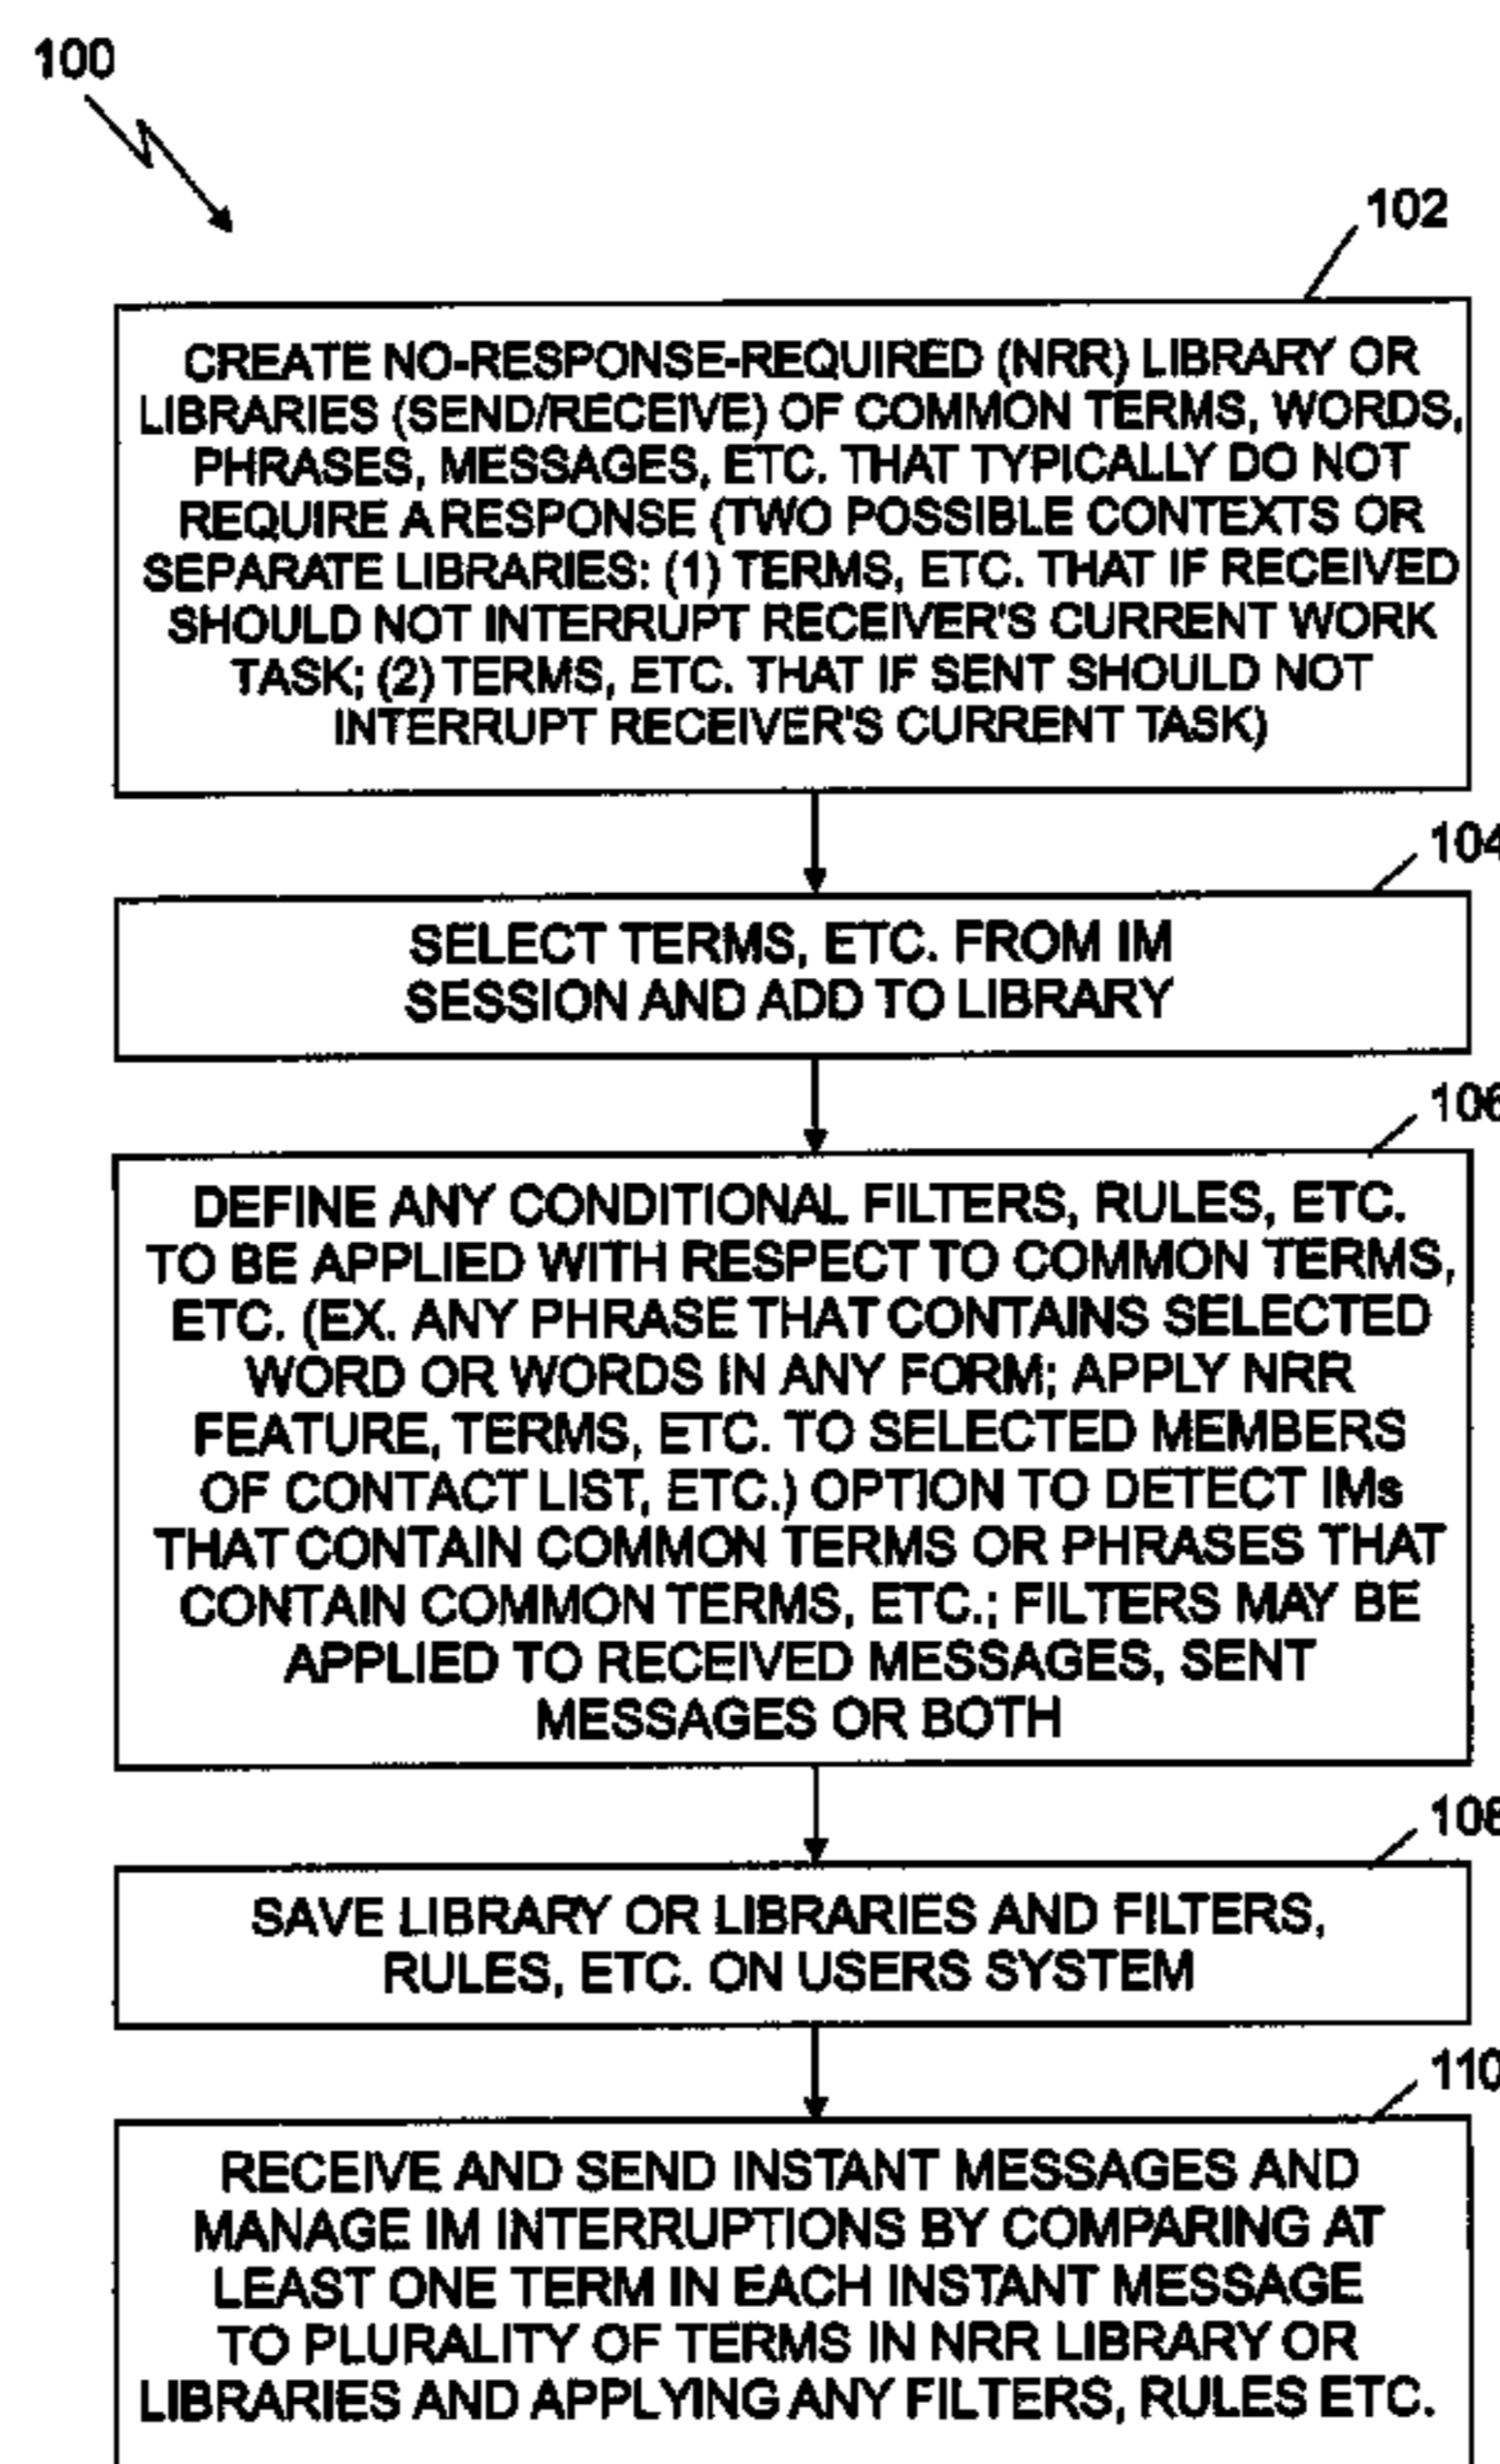 100
102
CREATE NO-RESPONSE-REQUIRED (NRR) LIBRARY OR
LIBRARIES (SEND/RECEIVE) OF COMMON TERMS, WORDS,
PHRASES, MESSAGES, ETC. THAT TYPICALLY DO NOT
REQUIRE A RESPONSE (TWO POSSIBLE CONTEXTS OR
SEPARATE LIBRARIES: (1) TERMS, ETC. THAT IF RECEIVED
SHOULD NOT INTERRUPT RECEIVER'S CURRENT WORK
TASK; (2) TERMS, ETC. THAT IF SENT SHOULD NOT
INTERRUPT RECEIVER'S CURRENT TASK)
104
SELECT TERMS, ETC. FROM IM
SESSION AND ADD TO LIBRARY
106
DEFINE ANY CONDITIONAL FILTERS, RULES, ETC.
TO BE APPLIED WITH RESPECT TO COMMON TERMS,
ETC. (EX. ANY PHRASE THAT CONTAINS SELECTED
WORD OR WORDS IN ANY FORM; APPLY NRR
FEATURE, TERMS, ETC. TO SELECTED MEMBERS
OF CONTACT LIST, ETC.) OPTION TO DETECT IMs
THAT CONTAIN COMMON TERMS OR PHRASES THAT
CONTAIN COMMON TERMS, ETC.; FILTERS MAY BE
APPLIED TO RECEIVED MESSAGES, SENT
MESSAGES OR BOTH
108
SAVE LIBRARY OR LIBRARIES AND FILTERS,
RULES, ETC. ON USERS SYSTEM
110
RECEIVE AND SEND INSTANT MESSAGES AND
MANAGE IM INTERRUPTIONS BY COMPARING AT
LEAST ONE TERM IN EACH INSTANT MESSAGE
TO PLURALITY OF TERMS IN NRR LIBRARY OR
LIBRARIES AND APPLYING ANY FILTERS, RULES ETC.